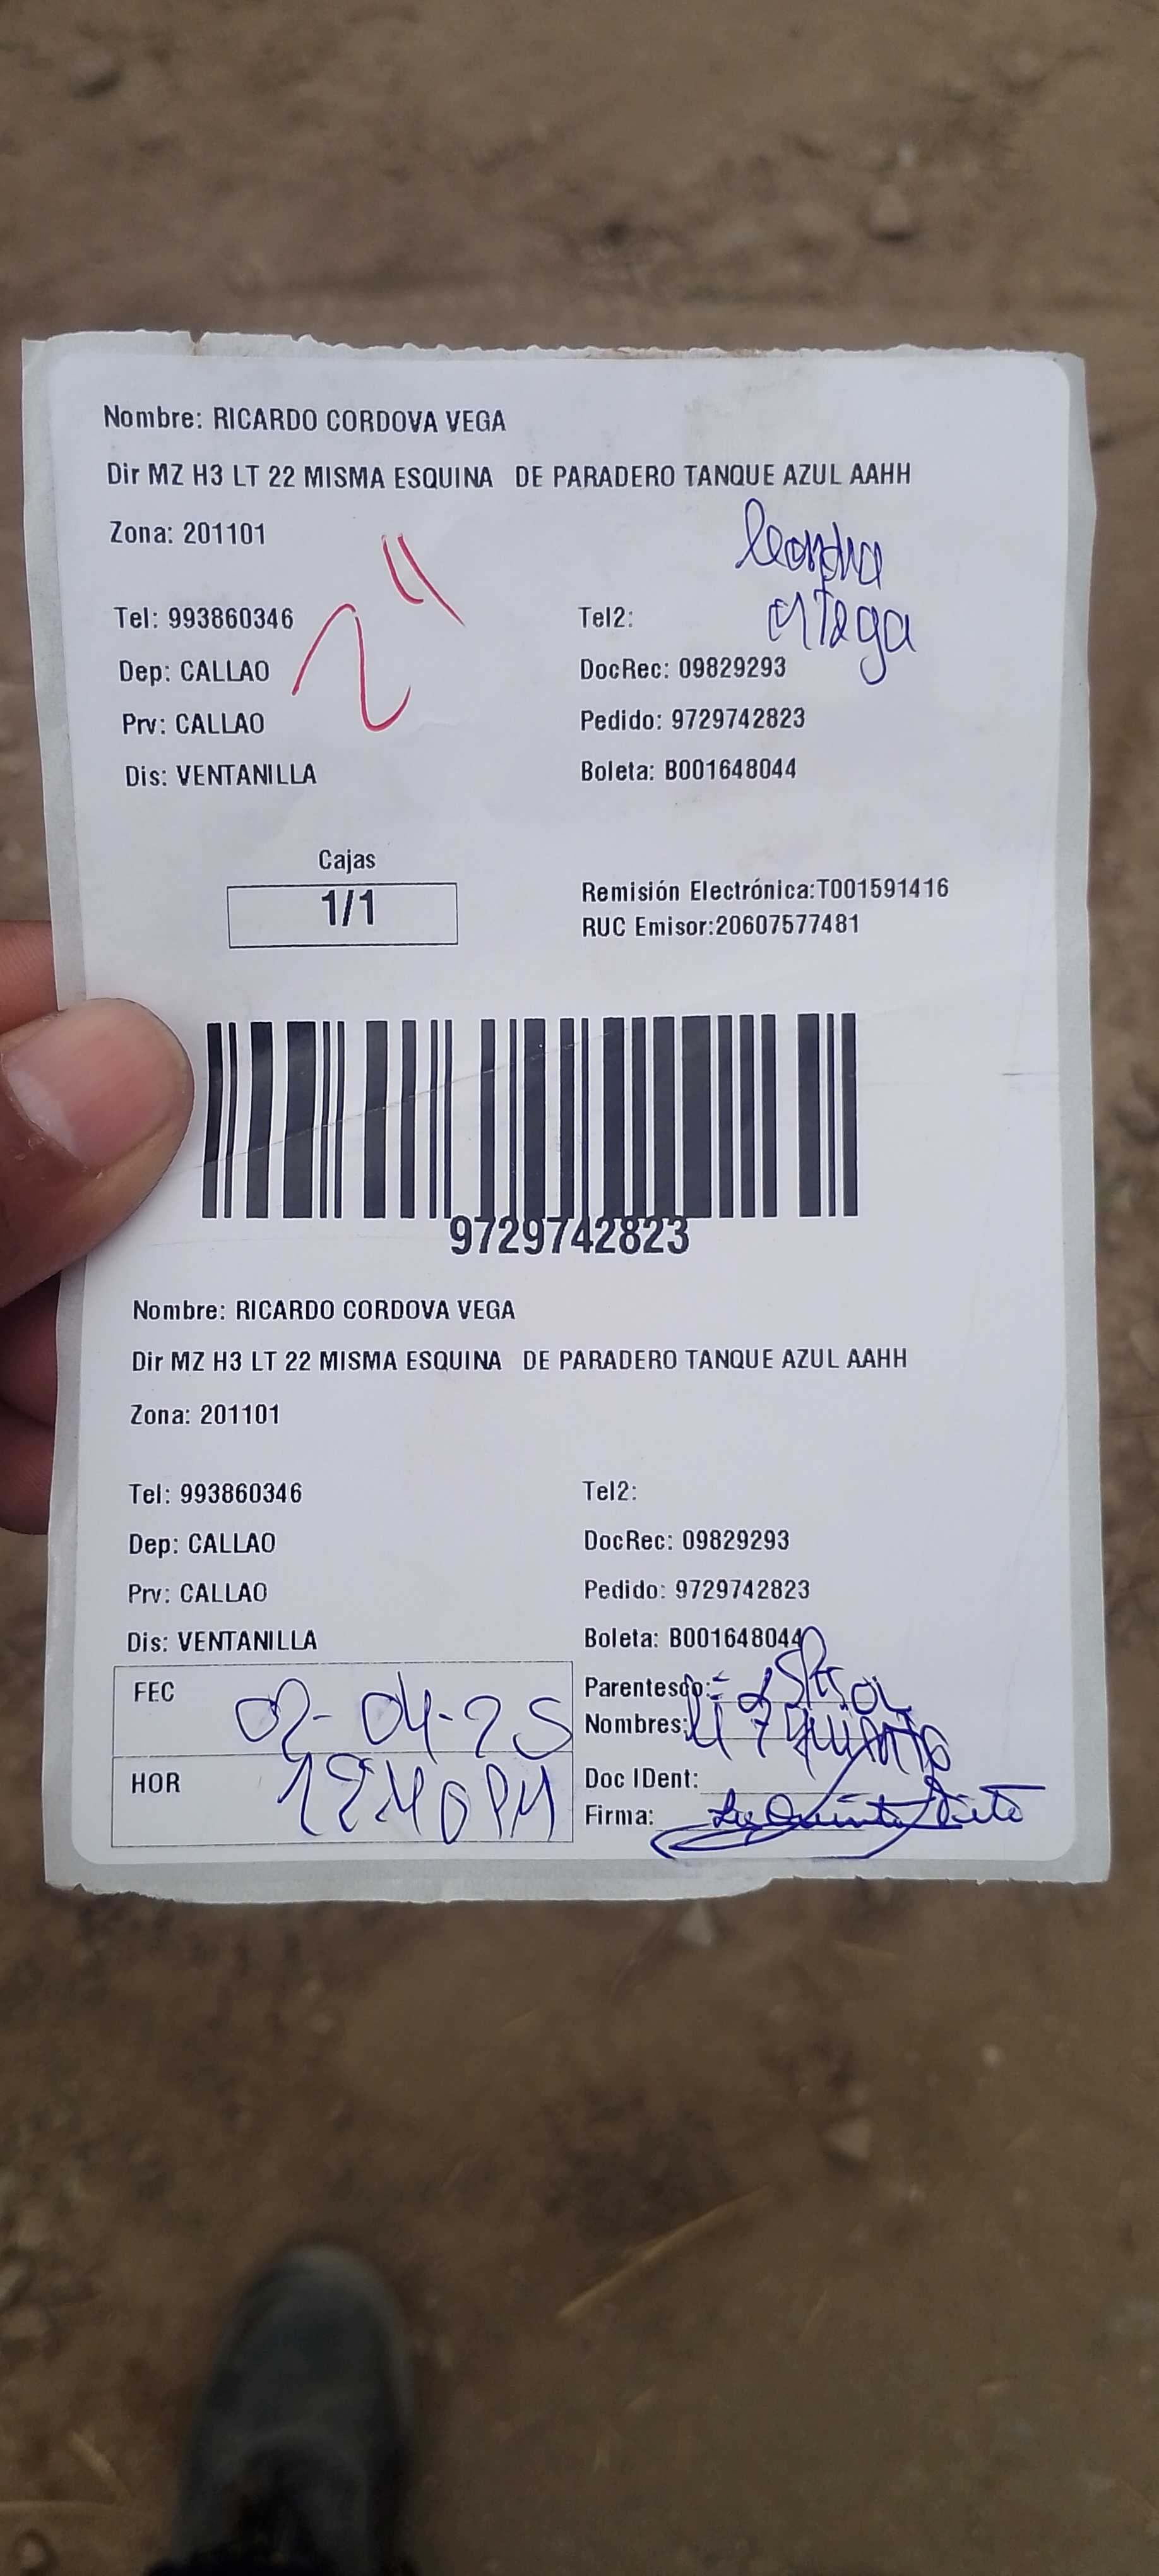 Nombre: RICARDO CORDOVA VEGA
Dir MZ H3 LT 22 MISMA ESQUINA DE PARADERO TANQUE AZUL AAHH
Zona: 201101
ortega
Tel: 993860346 Tel2:
Dep: CALLAO DocRec: 09829293
Prv: CALLAO Pedido: 9729742823
Dis: VENTANILLA Boleta: B001648044
Cajas
1/1
Remisión Electrónica:T001591416
RUC Emisor:20607577481
9729742823
Nombre: RICARDO CORDOVA VEGA
Dir MZ H3 LT 22 MISMA ESQUINA DE PARADERO TANQUE AZUL AAHH
Zona: 201101
Tel: 993860346 Tel2:
Dep: CALLAO DocRec: 09829293
Prv: CALLAO Pedido: 9729742823
Dis: VENTANILLA Boleta: B001648044
FEC 02-04-25
Parentesco:
Nombres:
HOR 12:40 PM
Doc IDent:
Firma: